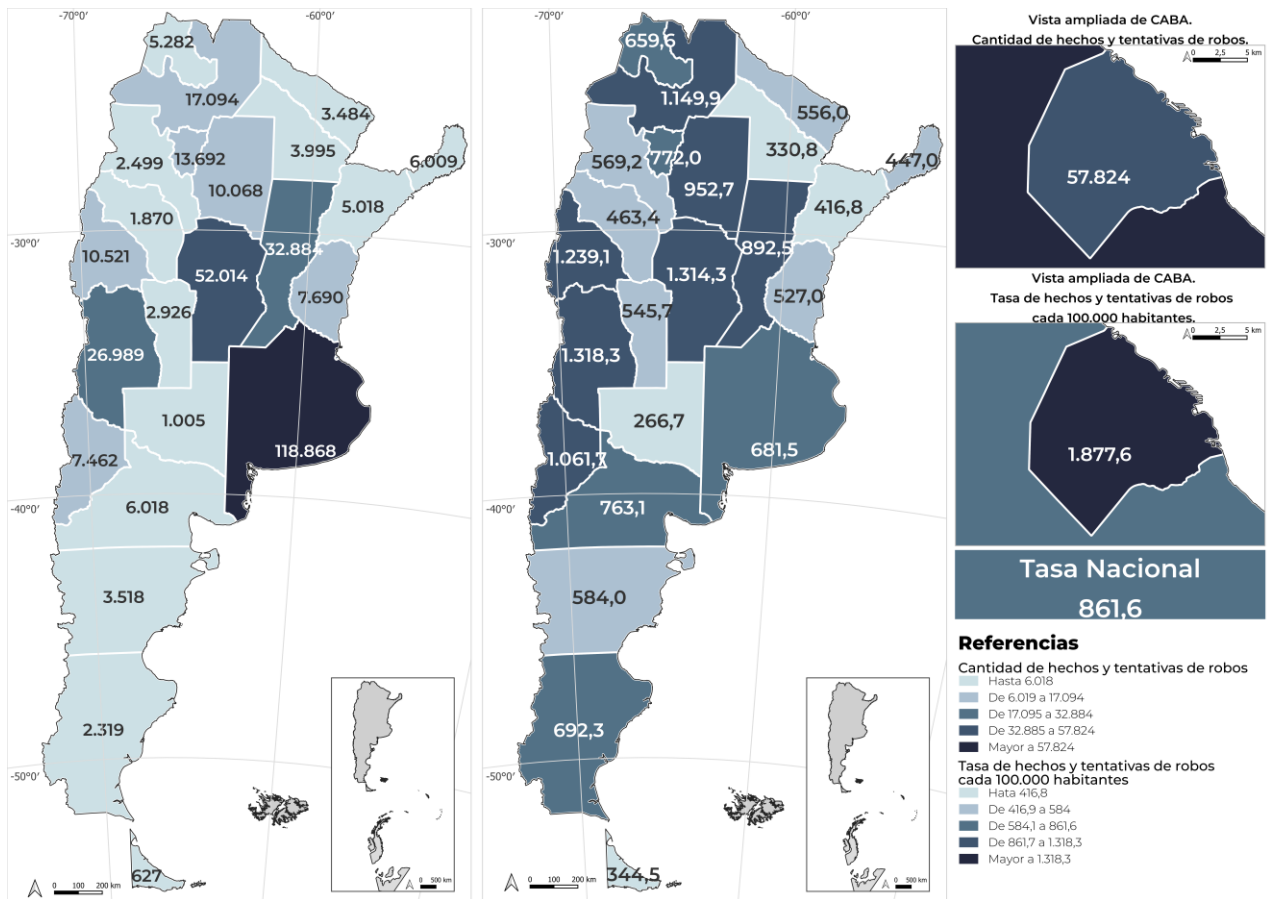 -70°0'
-60°0'
5.282
17.094
3.484
3.995
6.009
2.499
13.692
10.068
5.018
1.870
-30°0'
10.521
32.884
52.014
7.690
2.926
26.989
1.005
118.868
7.462
-40°0'
6.018
3.518
2.319
-50°0'
627
0 100 200 km
0 500 km
-70°0'
-60°0'
659,6
1.149,9
556,0
330,8
447,0
569,2
772,0
952,7
416,8
463,4
-30°0'
892,5
1.239,1
1.314,3
527,0
545,7
1.318,3
266,7
681,5
1.061,7
-40°0'
763,1
584,0
692,3
-50°0'
344,5
0 100 200 km
0 500 km
Vista ampliada de CABA.
Cantidad de hechos y tentativas de robos.
0 2,5 5 km
57.824
Vista ampliada de CABA.
Tasa de hechos y tentativas de robos
cada 100.000 habitantes.
0 2,5 5 km
1.877,6
Tasa Nacional
861,6
Referencias
Cantidad de hechos y tentativas de robos
Hasta 6.018
De 6.019 a 17.094
De 17.095 a 32.884
De 32.885 a 57.824
Mayor a 57.824
Tasa de hechos y tentativas de robos
cada 100.000 habitantes
Hata 416,8
De 416,9 a 584
De 584,1 a 861,6
De 861,7 a 1.318,3
Mayor a 1.318,3